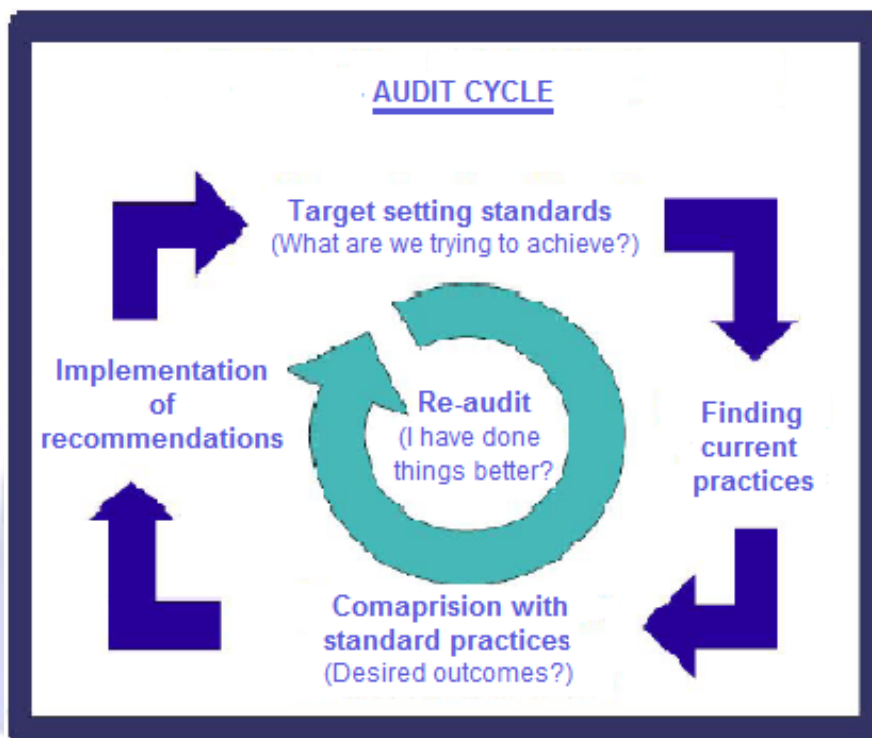 AUDIT CYCLE
Target setting standards
(What are we trying to achieve?)
Finding
current
practices
Comaprision with
standard practices
(Desired outcomes?)
Implementation
of
recommendations
Re-audit
(I have done
things better?